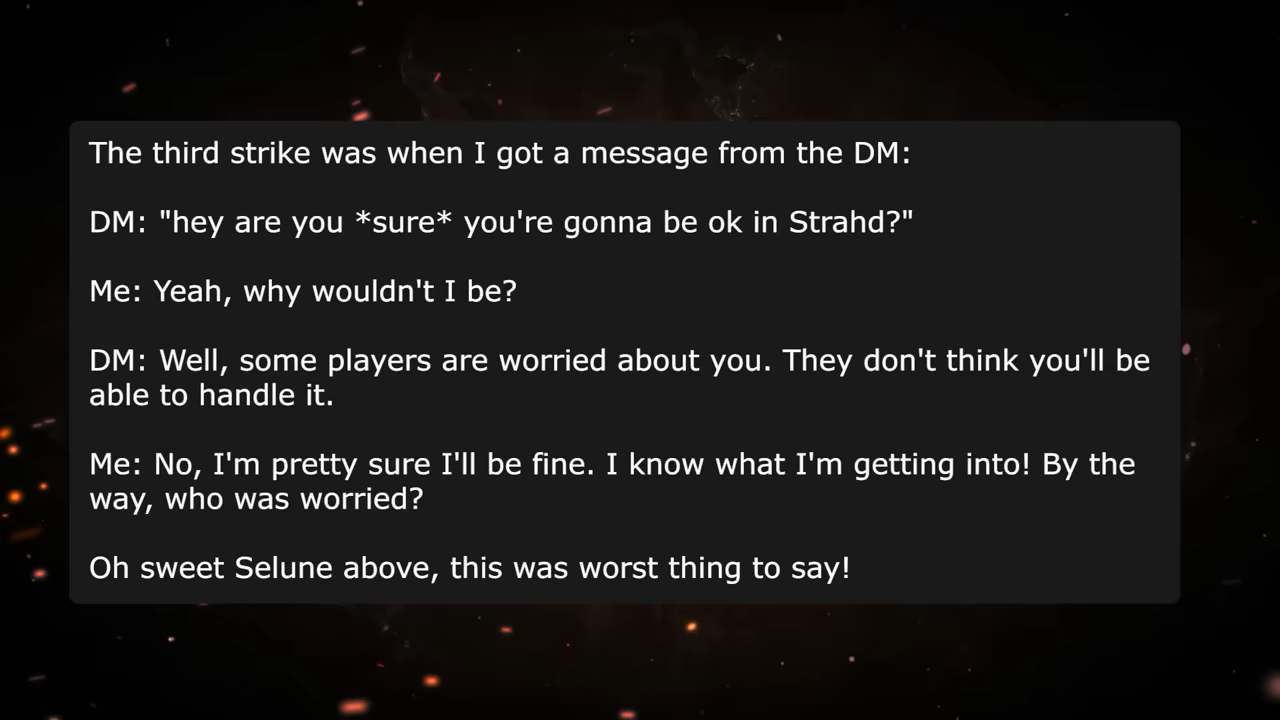 The third strike was when I got a message from the DM:
DM: "hey are you *sure* you're gonna be ok in Strahd?"
Me: Yeah, why wouldn't I be?
DM: Well, some players are worried about you. They don't think you'll be
able to handle it.
Me: No, I'm pretty sure I'll be fine. I know what I'm getting into! By the
way, who was worried?
Oh sweet Selune above, this was worst thing to say!